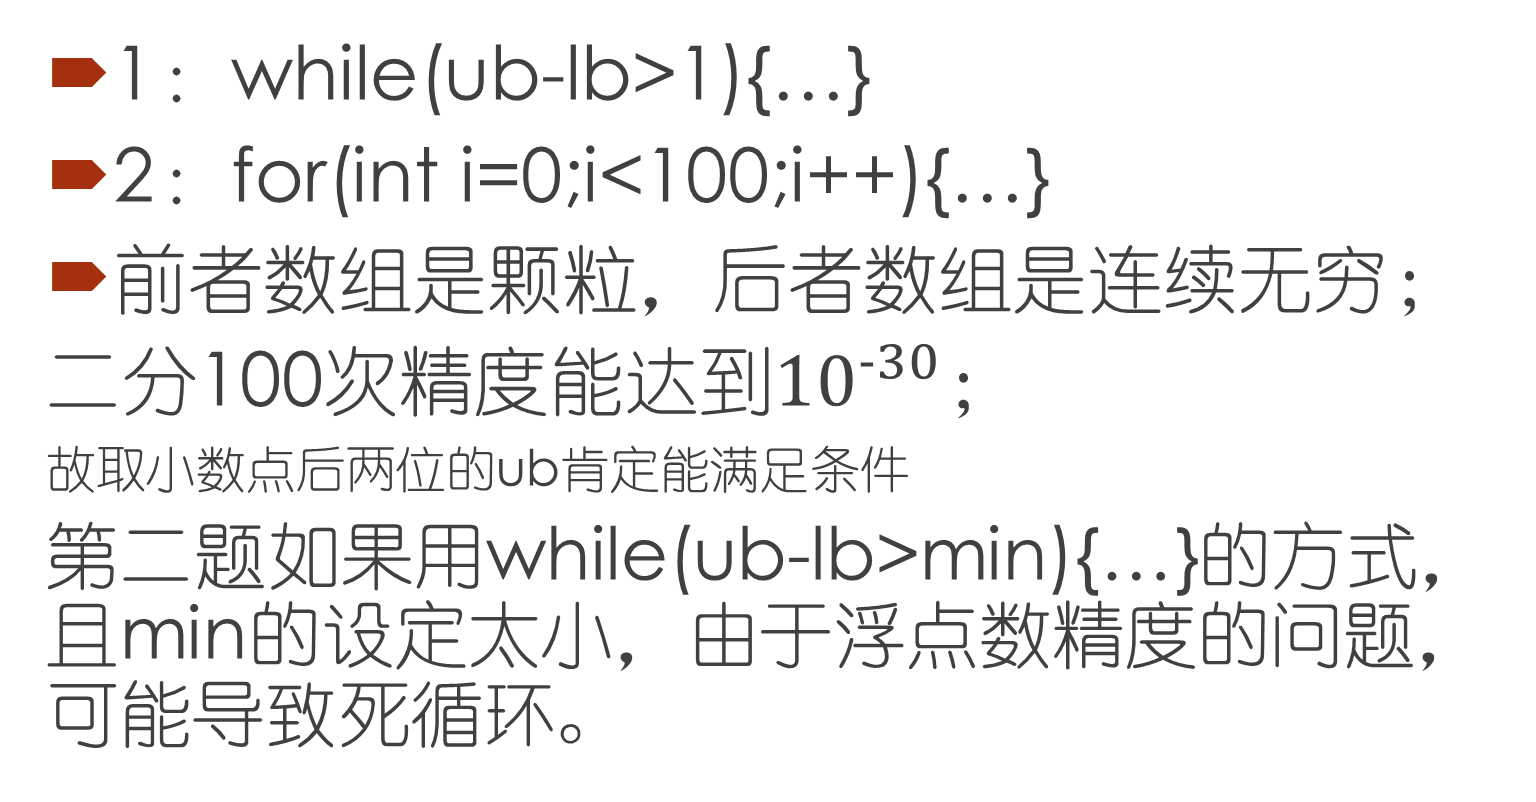 1：while(ub-lb>1){…}
2：for(int i=0;i<100;i++){…}
前者数组是颗粒，后者数组是连续无穷；
二分100次精度能达到10⁻³⁰；
故取小数点后两位的ub肯定能满足条件
第二题如果用while(ub-lb>min){…}的方式，
且min的设定太小，由于浮点数精度的问题，
可能导致死循环。